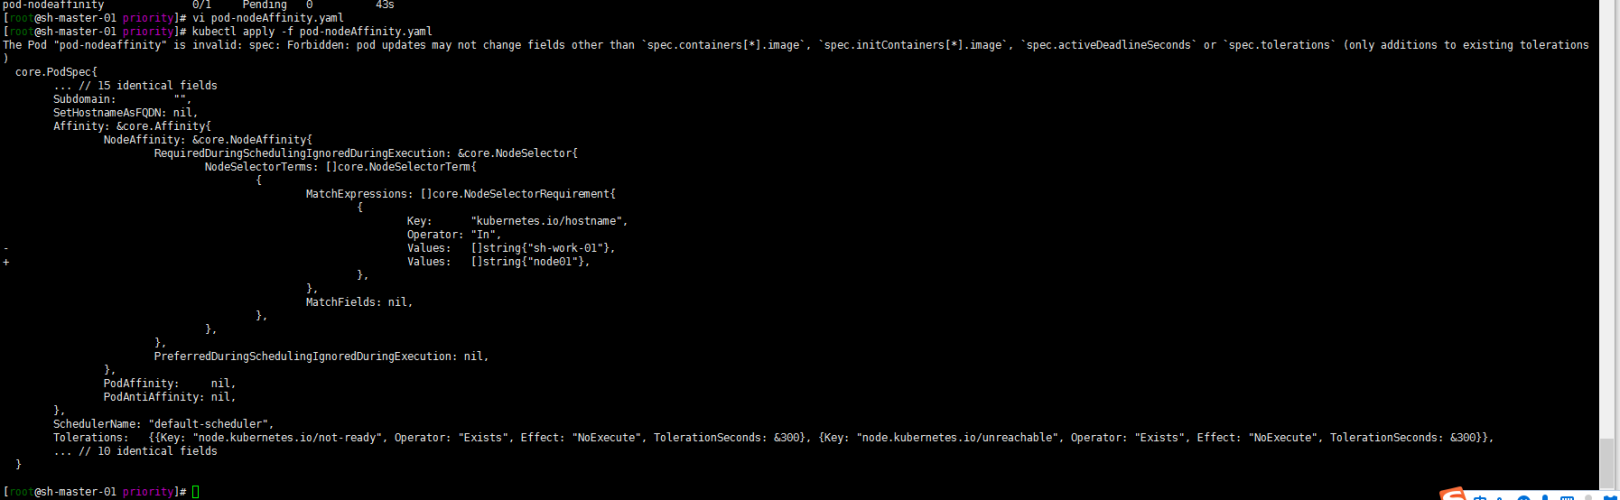 pod-nodeaffinity              0/1     Pending   0          43s
[root@sh-master-01 priority]# vi pod-nodeAffinity.yaml
[root@sh-master-01 priority]# kubectl apply -f pod-nodeAffinity.yaml
The Pod "pod-nodeaffinity" is invalid: spec: Forbidden: pod updates may not change fields other than `spec.containers[*].image`, `spec.initContainers[*].image`, `spec.activeDeadlineSeconds` or `spec.tolerations` (only additions to existing tolerations
)
  core.PodSpec{
        ... // 15 identical fields
        Subdomain:         "",
        SetHostnameAsFQDN: nil,
        Affinity: &core.Affinity{
                NodeAffinity: &core.NodeAffinity{
                        RequiredDuringSchedulingIgnoredDuringExecution: &core.NodeSelector{
                                NodeSelectorTerms: []core.NodeSelectorTerm{
                                        {
                                                MatchExpressions: []core.NodeSelectorRequirement{
                                                        {
                                                                Key:      "kubernetes.io/hostname",
                                                                Operator: "In",
-                                                               Values:   []string{"sh-work-01"},
+                                                               Values:   []string{"node01"},
                                                        },
                                                },
                                                MatchFields: nil,
                                        },
                                },
                        },
                        PreferredDuringSchedulingIgnoredDuringExecution: nil,
                },
                PodAffinity:     nil,
                PodAntiAffinity: nil,
        },
        SchedulerName: "default-scheduler",
        Tolerations:   {{Key: "node.kubernetes.io/not-ready", Operator: "Exists", Effect: "NoExecute", TolerationSeconds: &300}, {Key: "node.kubernetes.io/unreachable", Operator: "Exists", Effect: "NoExecute", TolerationSeconds: &300}},
        ... // 10 identical fields
  }
[root@sh-master-01 priority]#